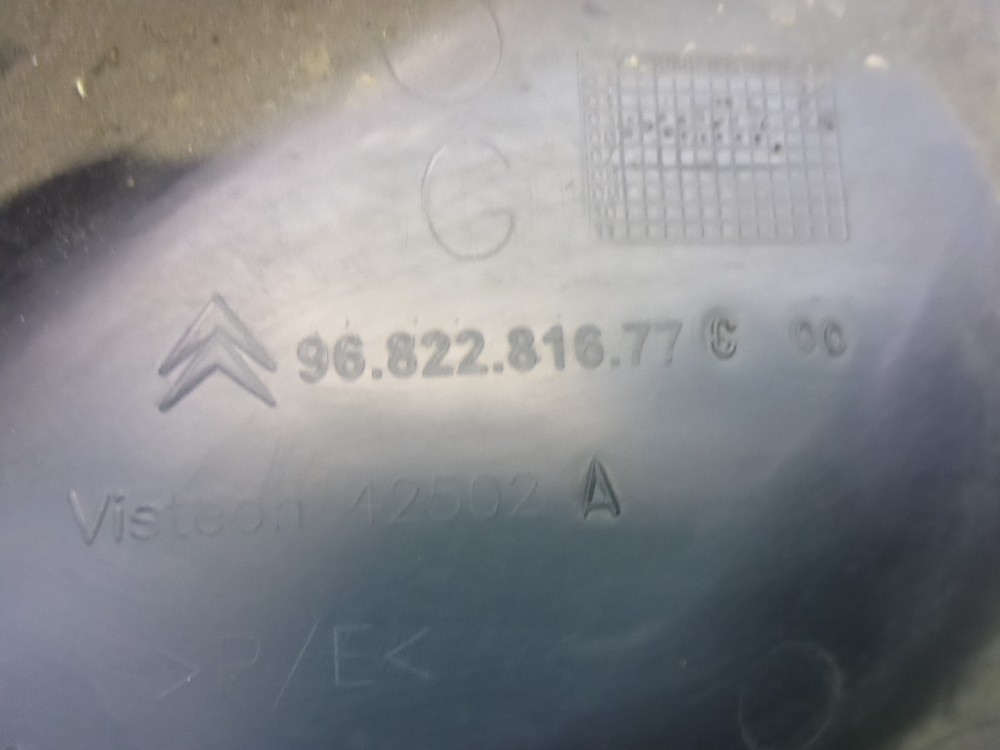 G
96.822.816.77 C 00
Visteon 42502 A
>P/E<